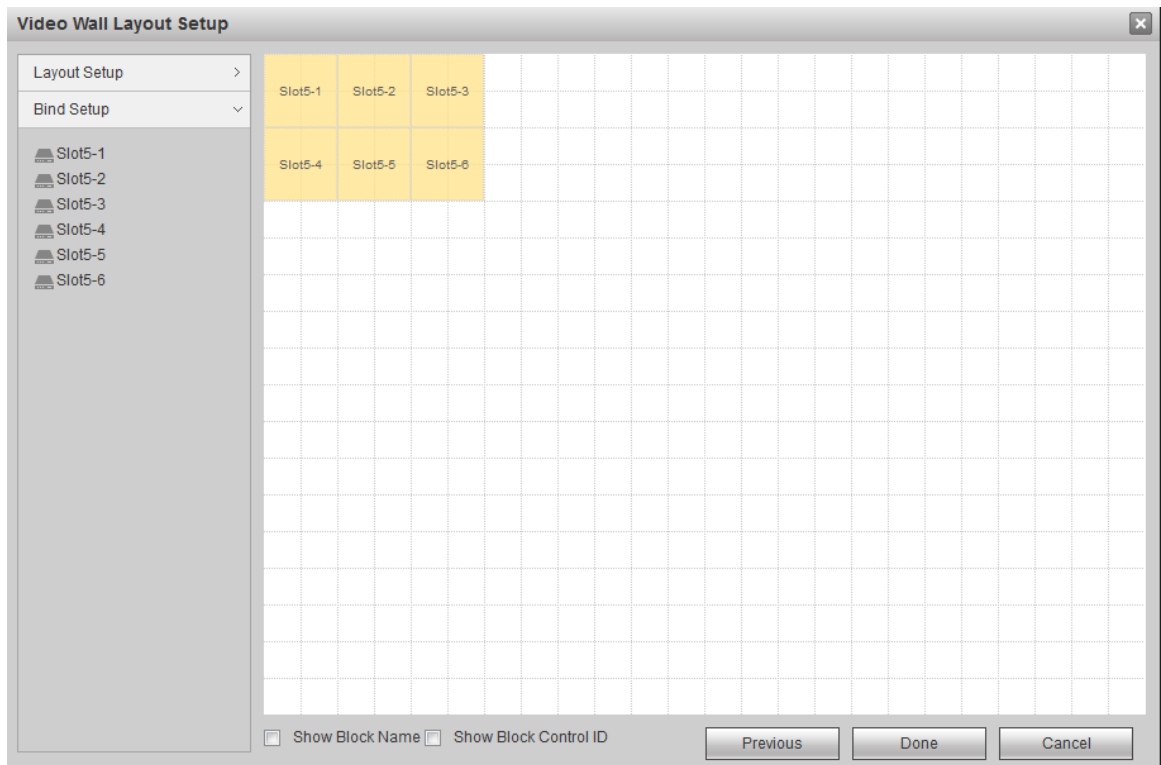 Video Wall Layout Setup
Layout Setup
Bind Setup
Slot5-1
Slot5-2
Slot5-3
Slot5-4
Slot5-5
Slot5-6
Slot5-1 Slot5-2 Slot5-3
Slot5-4 Slot5-5 Slot5-6
Show Block Name Show Block Control ID
Previous Done Cancel